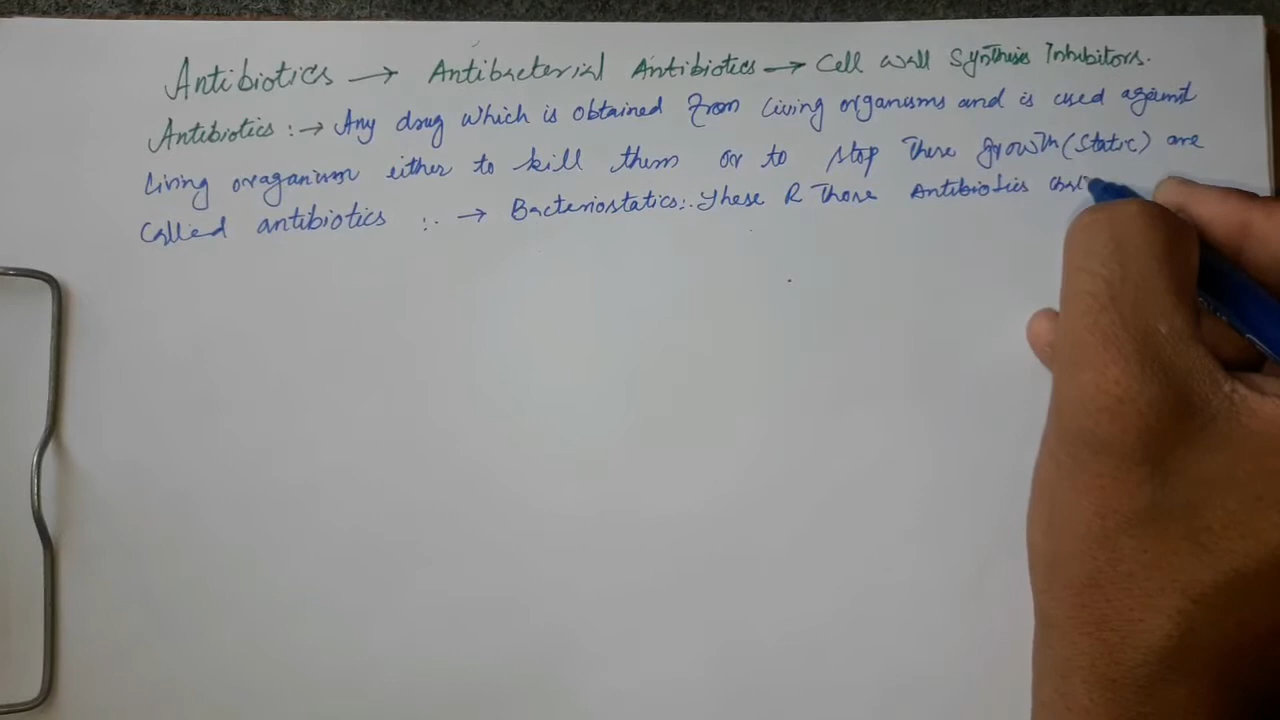 Antibiotics → Antibacterial Antibiotics → Cell wall Synthesis Inhibitors.
Antibiotics :→ Any drug which is obtained from living organisms and is used against
living oraganism either to kill them or to stop there growth (static) are
Called antibiotics :. → Bacteriostatics:. These R Those Antibiotics